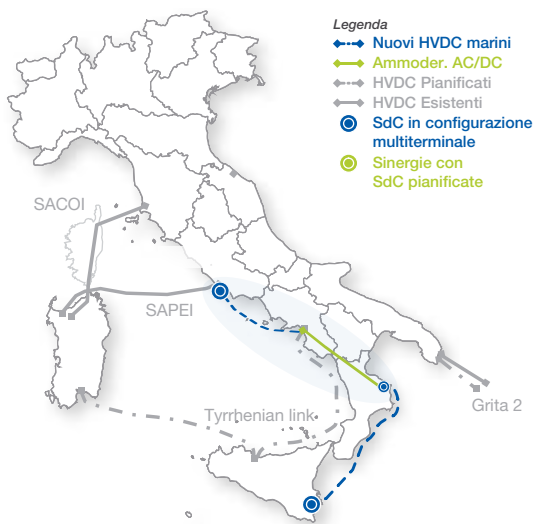 Legenda
Nuovi HVDC marini
Ammoder. AC/DC
HVDC Pianificati
HVDC Esistenti
SdC in configurazione
multiterminale
Sinergie con
SdC pianificate
SACOI
SAPEI
Grita 2
Tyrrhenian link